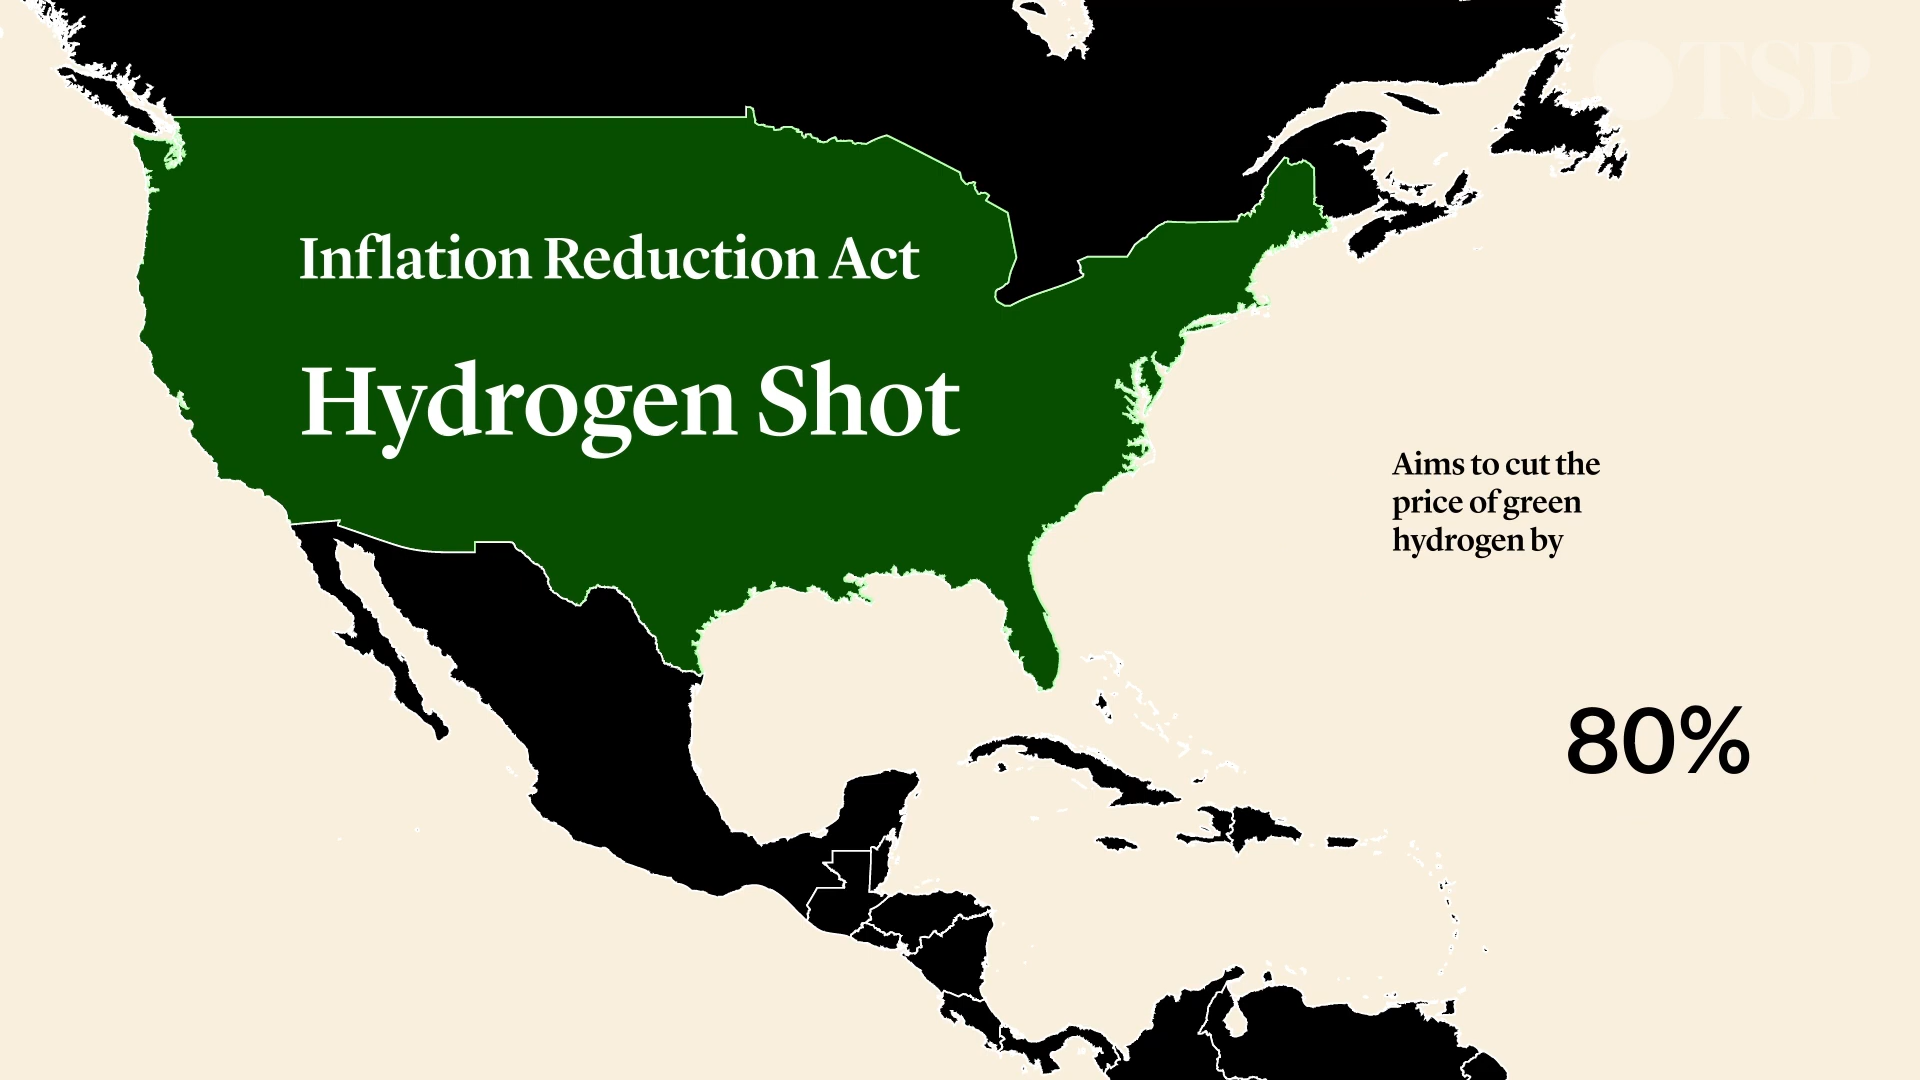 TSP
Inflation Reduction Act
Hydrogen Shot
Aims to cut the
price of green
hydrogen by
80%